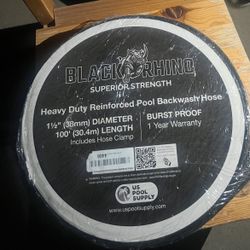 BLACK RHINO
SUPERIOR STRENGTH
Heavy Duty Reinforced Pool Backwash Hose
1½" (38mm) DIAMETER
100' (30.4m) LENGTH
Includes Hose Clamp
BURST PROOF
1 Year Warranty
US
POOL
SUPPLY
www.uspoolsupply.com